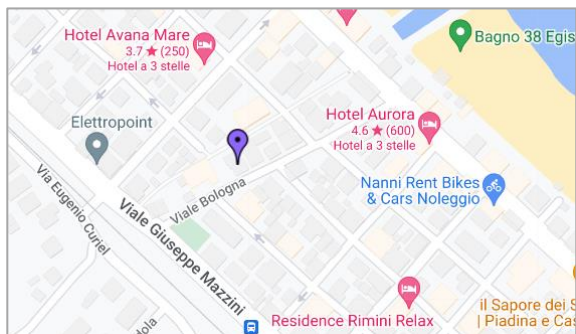 Hotel Avana Mare
3.7 ★ (250)
Hotel a 3 stelle
Bagno 38 Egis
Elettropoint
Hotel Aurora
4.6 ★ (600)
Hotel a 3 stelle
Via Eugenio Curiel
Viale Bologna
Nanni Rent Bikes
& Cars Noleggio
Viale Giuseppe Mazzini
Residence Rimini Relax
il Sapore dei S
| Piadina e Cas
dola